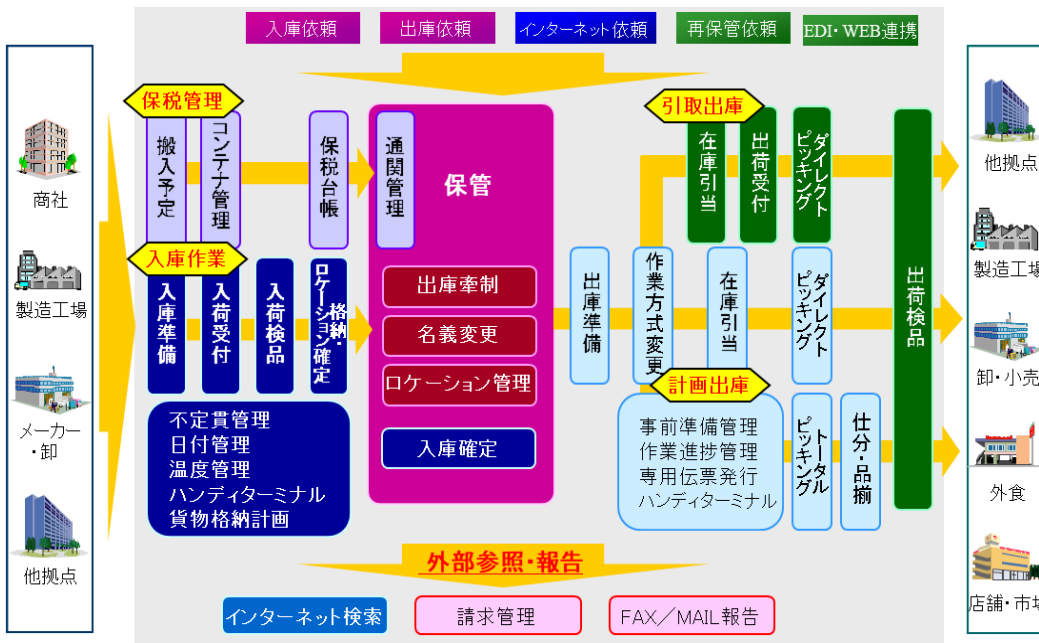 入庫依頼
出庫依頼
インターネット依頼
再保管依頼
EDI・WEB連携
商社
製造工場
メーカー
・卸
他拠点
保税管理
搬入予定
コンテナ管理
保税台帳
通関管理
入庫作業
入庫準備
入荷受付
入荷検品
格納・
ロケーション確定
不定貫管理
日付管理
温度管理
ハンディターミナル
貨物格納計画
保管
出庫牽制
名義変更
ロケーション管理
入庫確定
引取出庫
在庫引当
出荷受付
ダイレクト
ピッキング
出庫準備
作業方式変更
在庫引当
ダイレクト
ピッキング
計画出庫
事前準備管理
作業進捗管理
専用伝票発行
ハンディターミナル
トータル
ピッキング
仕分・品揃
出荷検品
他拠点
製造工場
卸・小売
外食
店舗・市場
外部参照・報告
インターネット検索
請求管理
FAX／MAIL報告